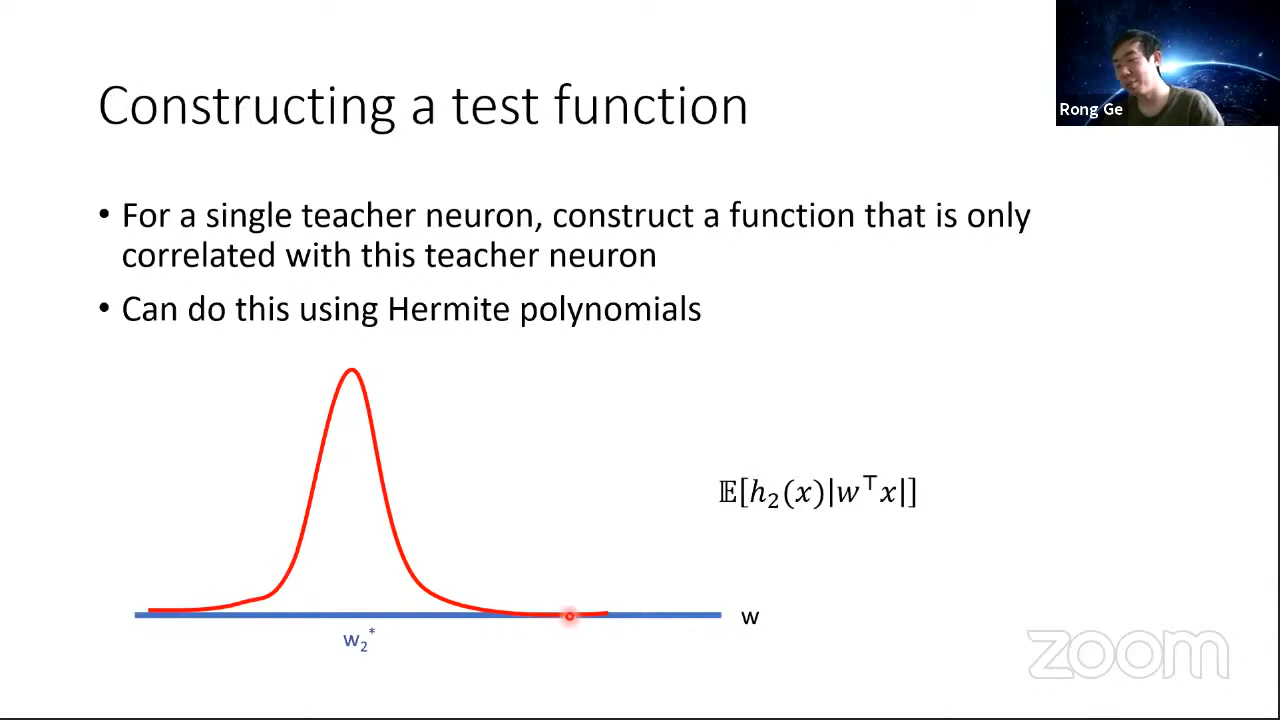 Rong Ge
Constructing a test function
• For a single teacher neuron, construct a function that is only
correlated with this teacher neuron
• Can do this using Hermite polynomials
𝔼[h₂(x)|w⊤x|]
w
w₂*
zoom